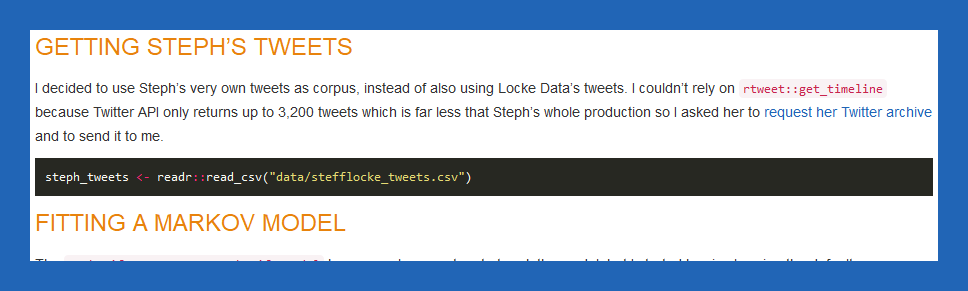 GETTING STEPH'S TWEETS
I decided to use Steph's very own tweets as corpus, instead of also using Locke Data's tweets. I couldn't rely on rtweet::get_timeline
because Twitter API only returns up to 3,200 tweets which is far less that Steph's whole production so I asked her to request her Twitter archive
and to send it to me.
steph_tweets <- readr::read_csv("data/stefflocke_tweets.csv")
FITTING A MARKOV MODEL